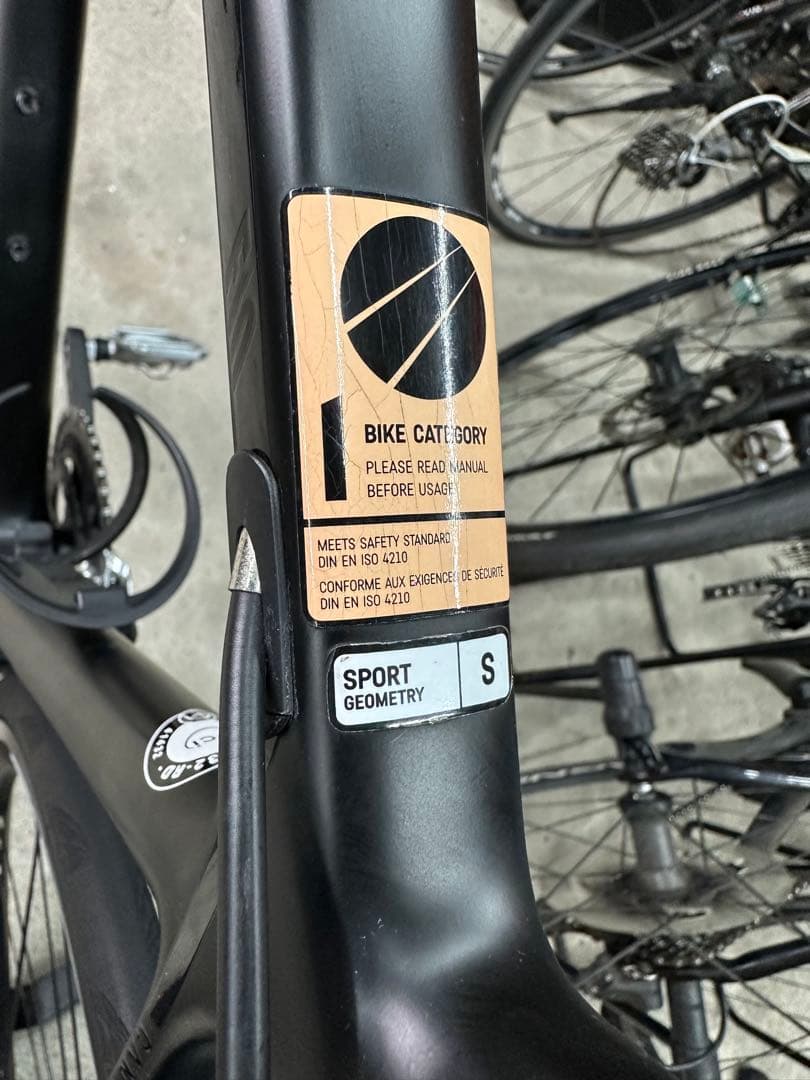 1
BIKE CATEGORY
PLEASE READ MANUAL
BEFORE USAGE
MEETS SAFETY STANDARD
DIN EN ISO 4210
CONFORME AUX EXIGENCES DE SÉCURITÉ
DIN EN ISO 4210
SPORT
GEOMETRY
S